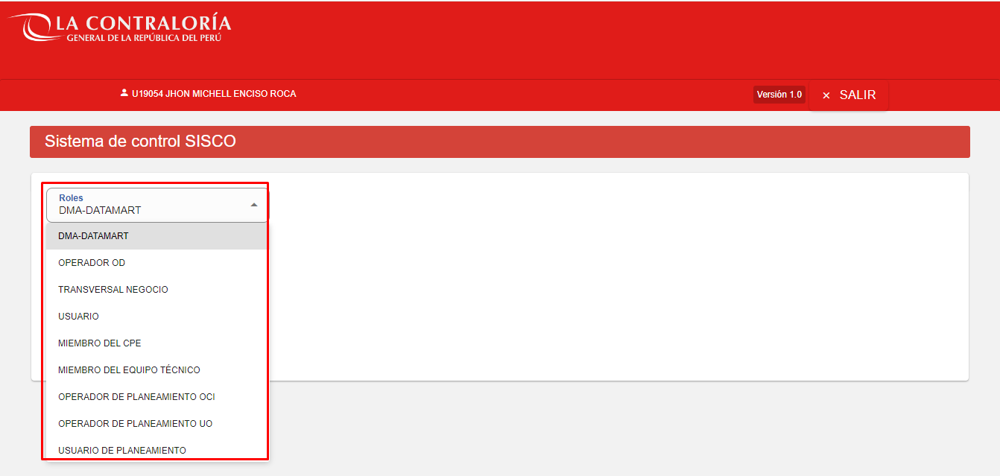 LA CONTRALORÍA
GENERAL DE LA REPÚBLICA DEL PERÚ
U19054 JHON MICHELL ENCISO ROCA
Versión 1.0
× SALIR
Sistema de control SISCO
Roles
DMA-DATAMART
DMA-DATAMART
OPERADOR OD
TRANSVERSAL NEGOCIO
USUARIO
MIEMBRO DEL CPE
MIEMBRO DEL EQUIPO TÉCNICO
OPERADOR DE PLANEAMIENTO OCI
OPERADOR DE PLANEAMIENTO UO
USUARIO DE PLANEAMIENTO